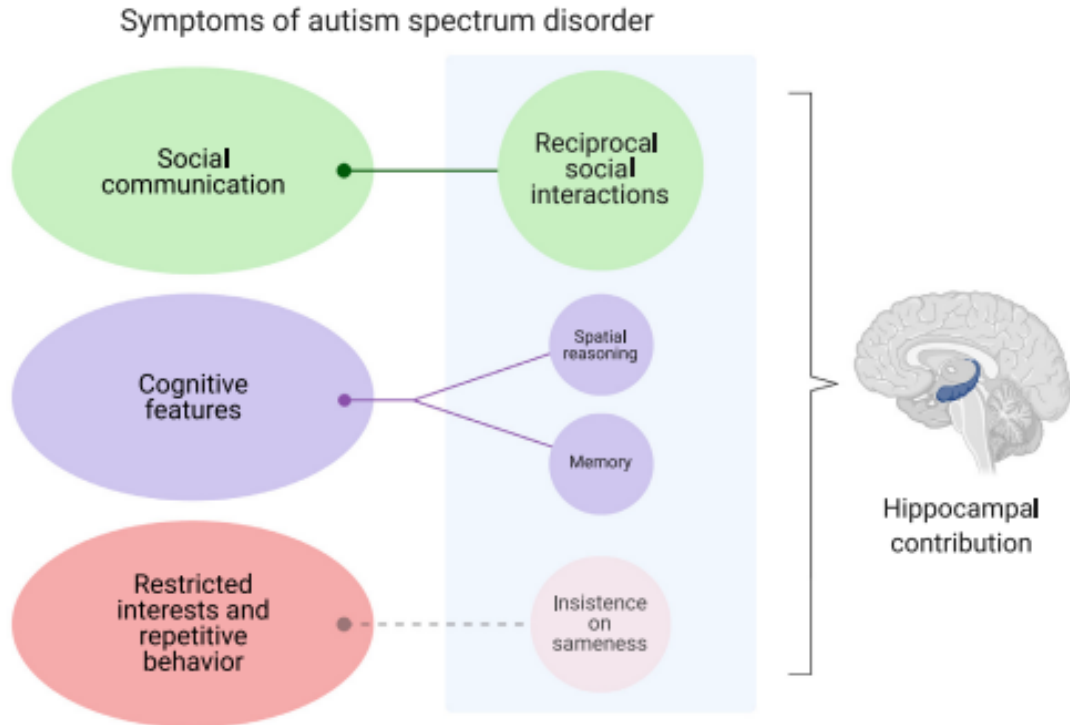 Symptoms of autism spectrum disorder
Social
communication
Reciprocal
social
interactions
Cognitive
features
Spatial
reasoning
Memory
Restricted
interests and
repetitive
behavior
Insistence
on
sameness
Hippocampal
contribution